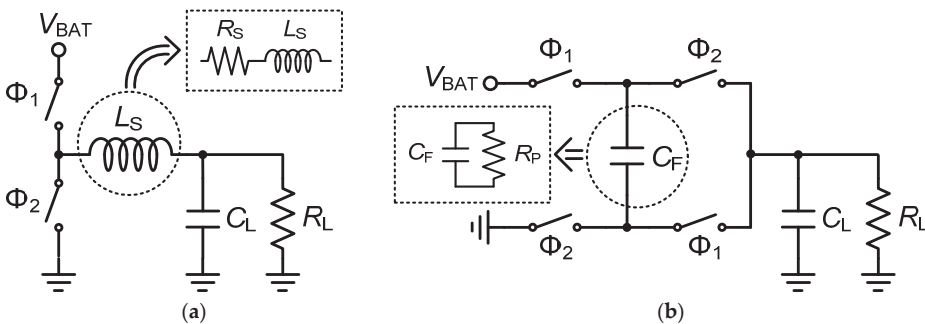 V_BAT
R_S L_S
Φ_1
L_S
Φ_2
C_L
R_L
(a)
Φ_1
Φ_2
V_BAT
C_F R_P
C_F
Φ_2
Φ_1
C_L
R_L
(b)